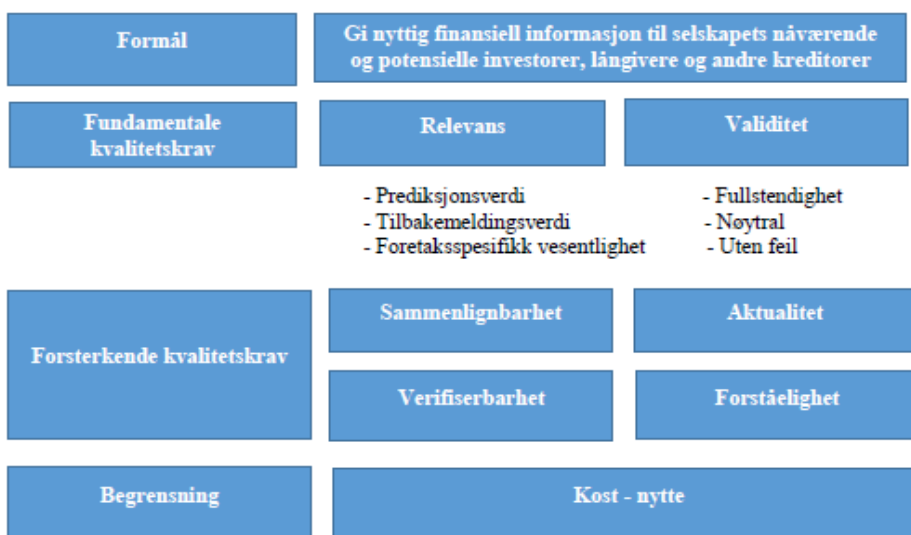 Formål
Gi nyttig finansiell informasjon til selskapets nåværende
og potensielle investorer, långivere og andre kreditorer
Fundamentale
kvalitetskrav
Relevans
Validitet
- Prediksjonsverdi
- Tilbakemeldingsverdi
- Foretaksspesifikk vesentlighet
- Fullstendighet
- Nøytral
- Uten feil
Forsterkende kvalitetskrav
Sammenlignbarhet
Aktualitet
Verifiserbarhet
Forståelighet
Begrensning
Kost - nytte